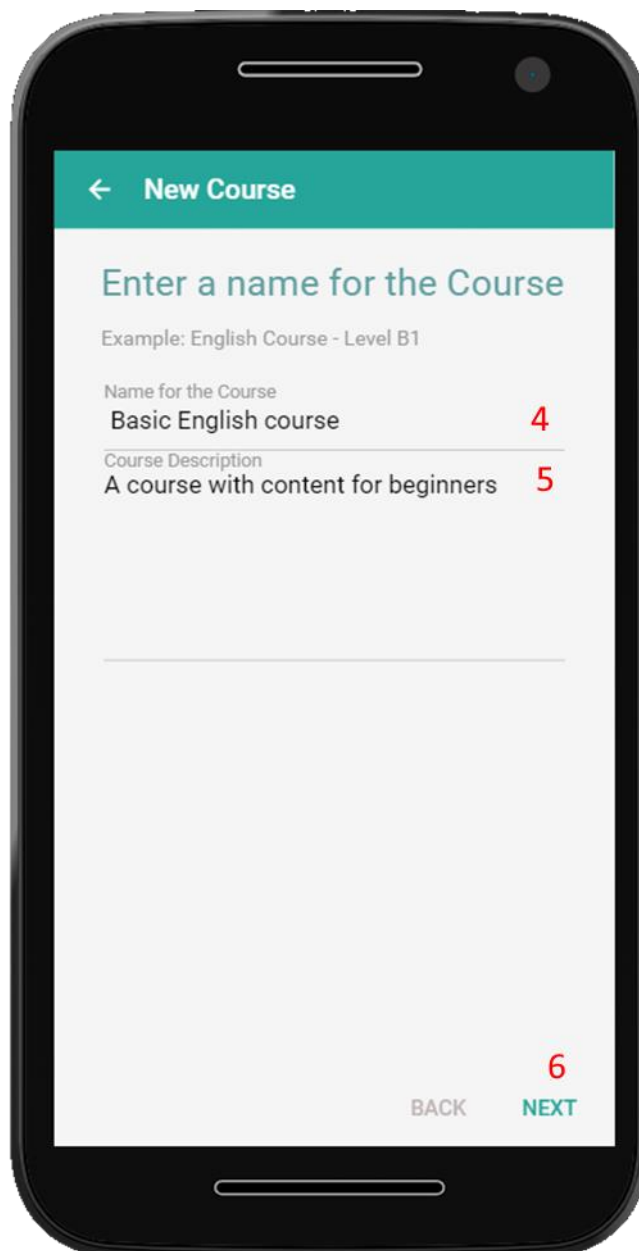 ← New Course
Enter a name for the Course
Example: English Course - Level B1
Name for the Course
Basic English course 4
Course Description
A course with content for beginners 5
6
BACK NEXT